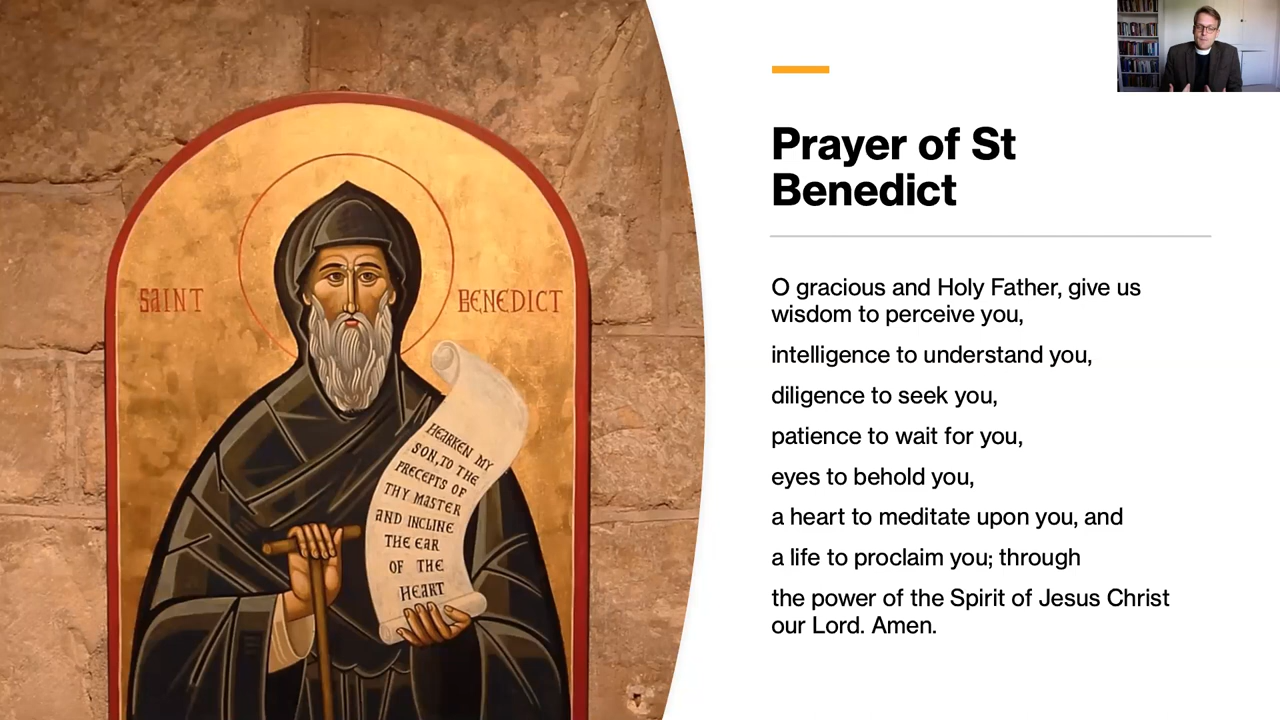 SAINT
BENEDICT
HEARKEN MY
SON, TO THE
PRECEPTS OF
THY MASTER
AND INCLINE
THE EAR
OF THE
HEART
Prayer of St
Benedict
O gracious and Holy Father, give us
wisdom to perceive you,
intelligence to understand you,
diligence to seek you,
patience to wait for you,
eyes to behold you,
a heart to meditate upon you, and
a life to proclaim you; through
the power of the Spirit of Jesus Christ
our Lord. Amen.